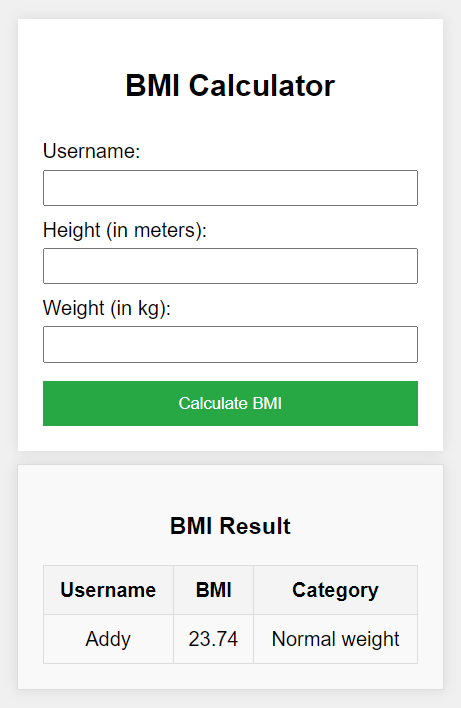 BMI Calculator
Username:
Height (in meters):
Weight (in kg):
Calculate BMI
BMI Result
Username BMI Category
Addy 23.74 Normal weight